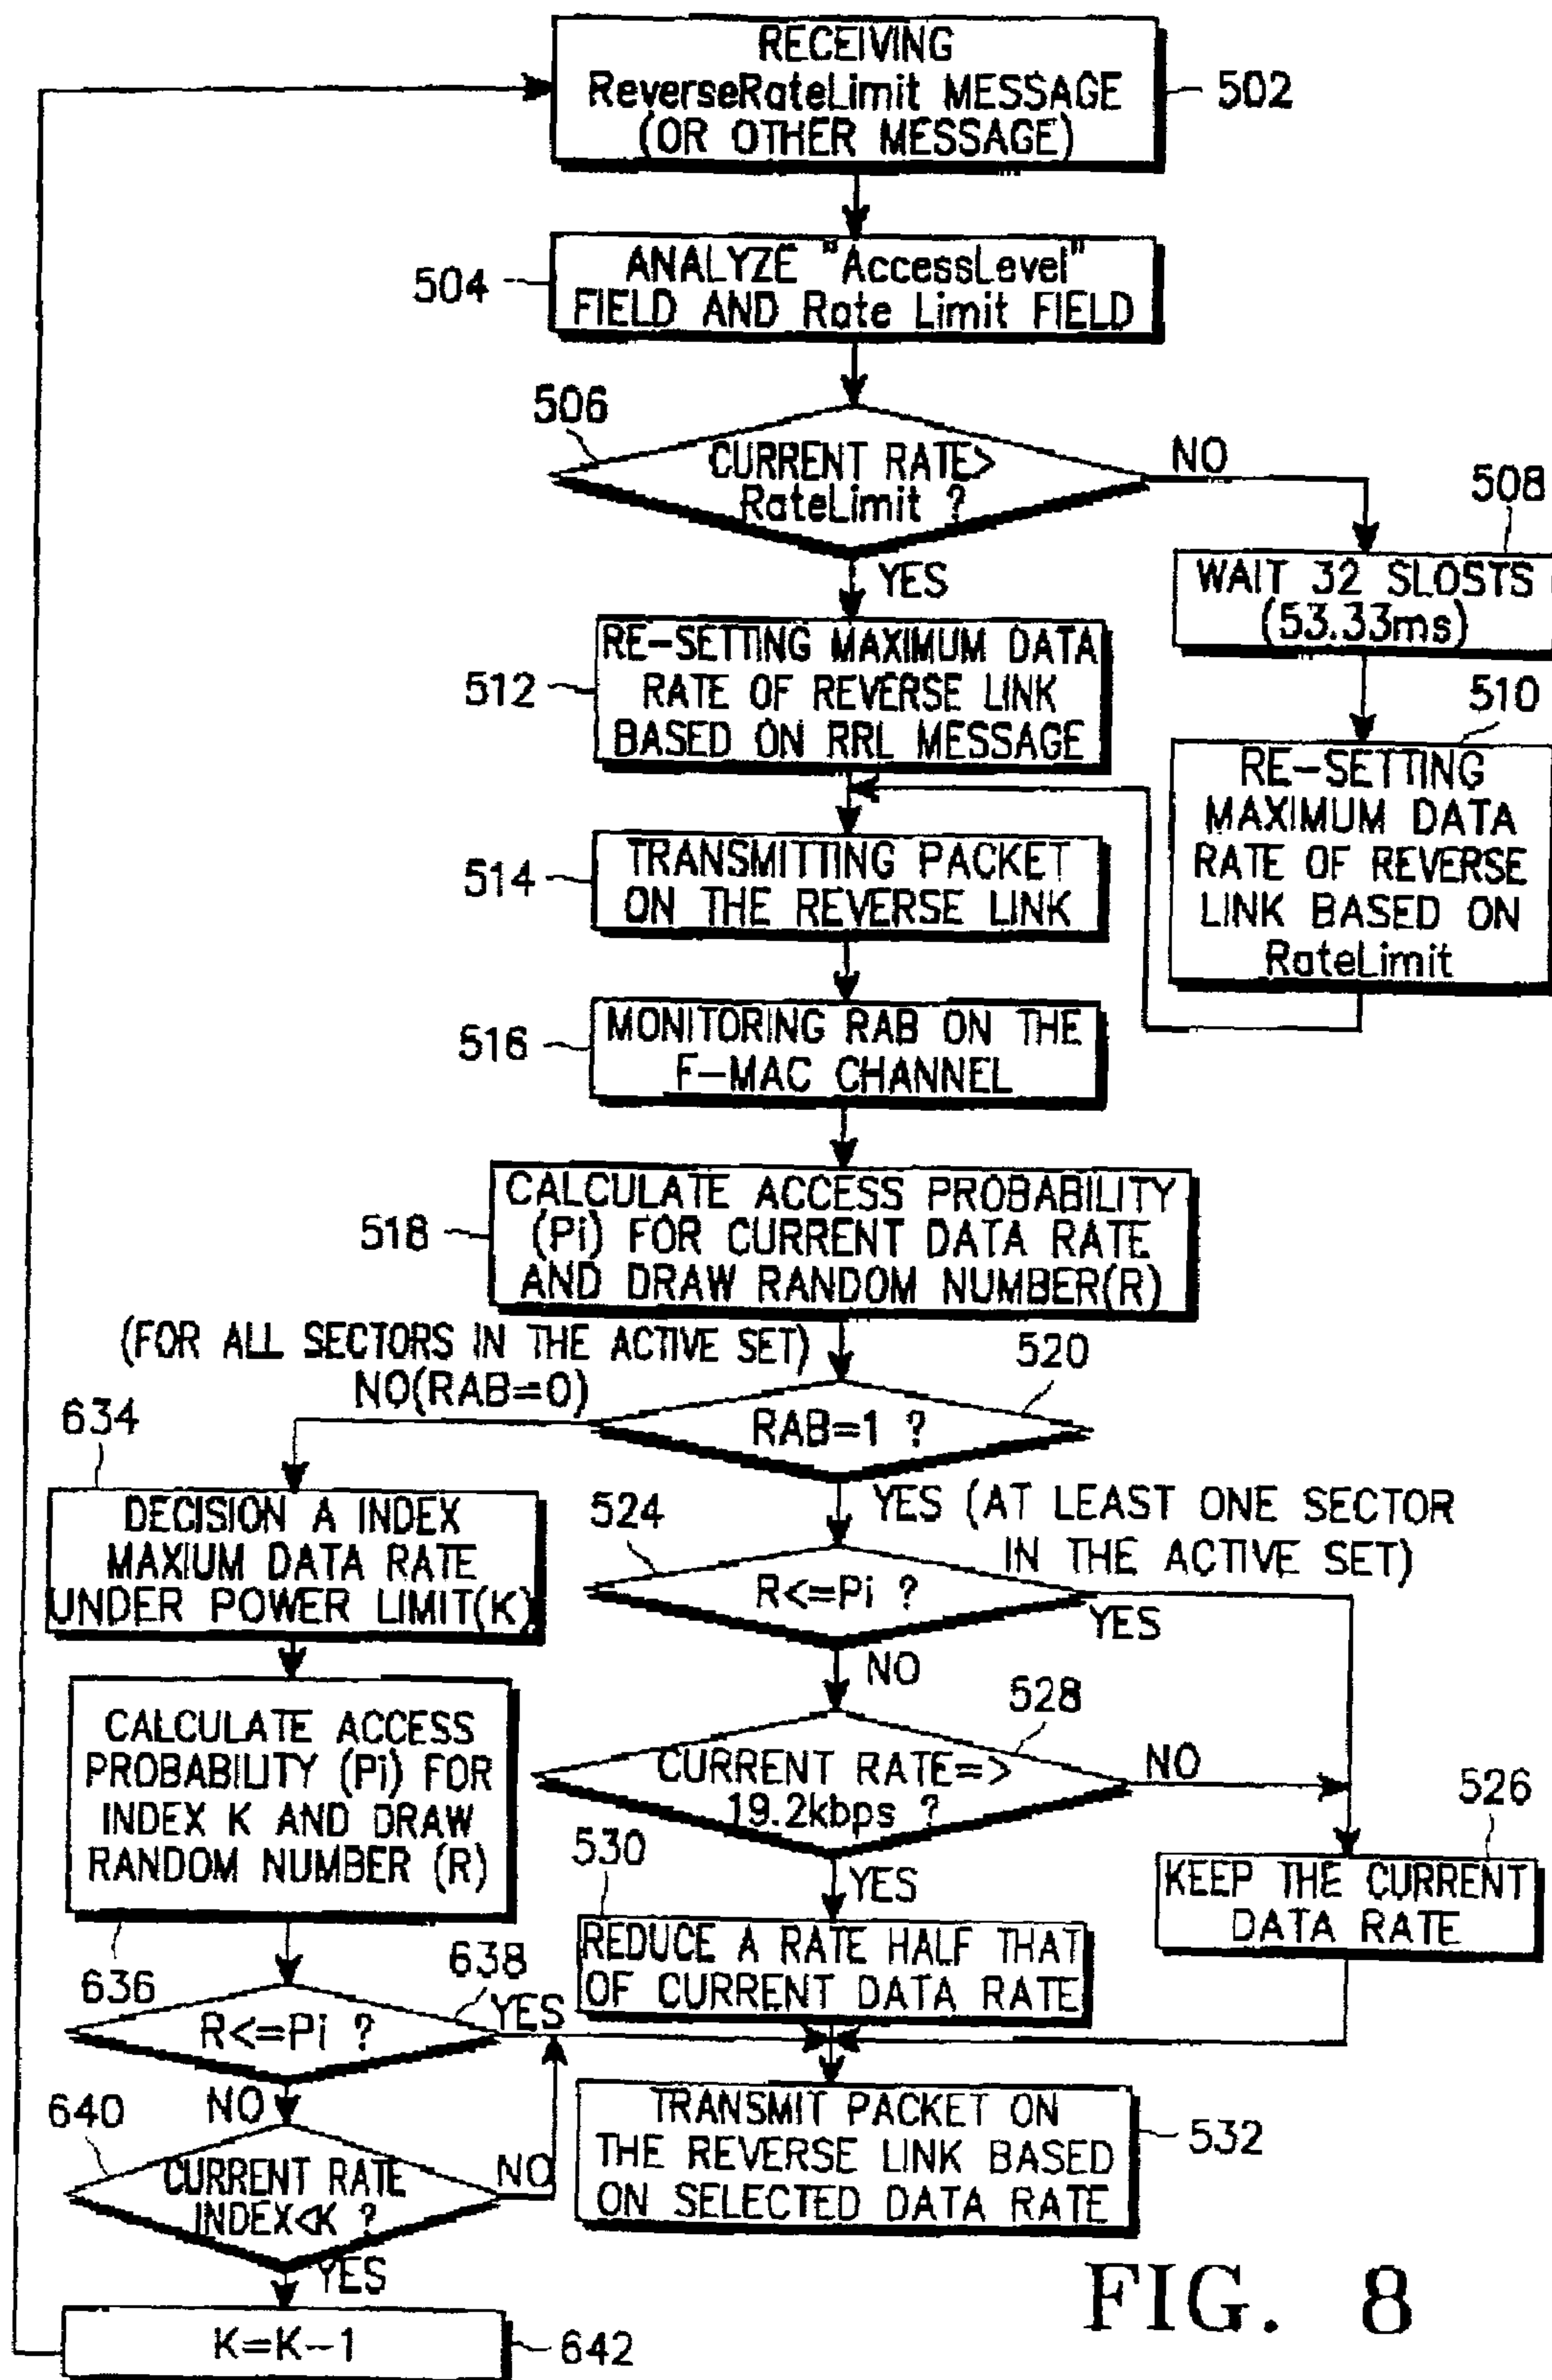 RECEIVING
ReverseRateLimit MESSAGE
(OR OTHER MESSAGE)
502
ANALYZE "AccessLevel"
FIELD AND Rate Limit FIELD
504
506
CURRENT RATE>
RateLimit ?
NO
YES
508
WAIT 32 SLOSTS
(53.33ms)
510
RE-SETTING
MAXIMUM DATA
RATE OF REVERSE
LINK BASED ON
RateLimit
RE-SETTING MAXIMUM DATA
RATE OF REVERSE LINK
BASED ON RRL MESSAGE
512
TRANSMITTING PACKET
ON THE REVERSE LINK
514
MONITORING RAB ON THE
F-MAC CHANNEL
516
CALCULATE ACCESS PROBABILITY
(Pi) FOR CURRENT DATA RATE
AND DRAW RANDOM NUMBER(R)
518
(FOR ALL SECTORS IN THE ACTIVE SET)
NO(RAB=0)
520
RAB=1 ?
YES (AT LEAST ONE SECTOR
IN THE ACTIVE SET)
524
R<=Pi ?
YES
NO
528
CURRENT RATE=>
19.2kbps ?
NO
YES
526
KEEP THE CURRENT
DATA RATE
530
REDUCE A RATE HALF THAT
OF CURRENT DATA RATE
634
DECISION A INDEX
MAXIUM DATA RATE
UNDER POWER LIMIT(K)
CALCULATE ACCESS
PROBABILITY (Pi) FOR
INDEX K AND DRAW
RANDOM NUMBER (R)
636
638
R<=Pi ?
YES
NO
640
CURRENT RATE
INDEX<K ?
NO
YES
K=K-1
642
TRANSMIT PACKET ON
THE REVERSE LINK BASED
ON SELECTED DATA RATE
532
FIG. 8